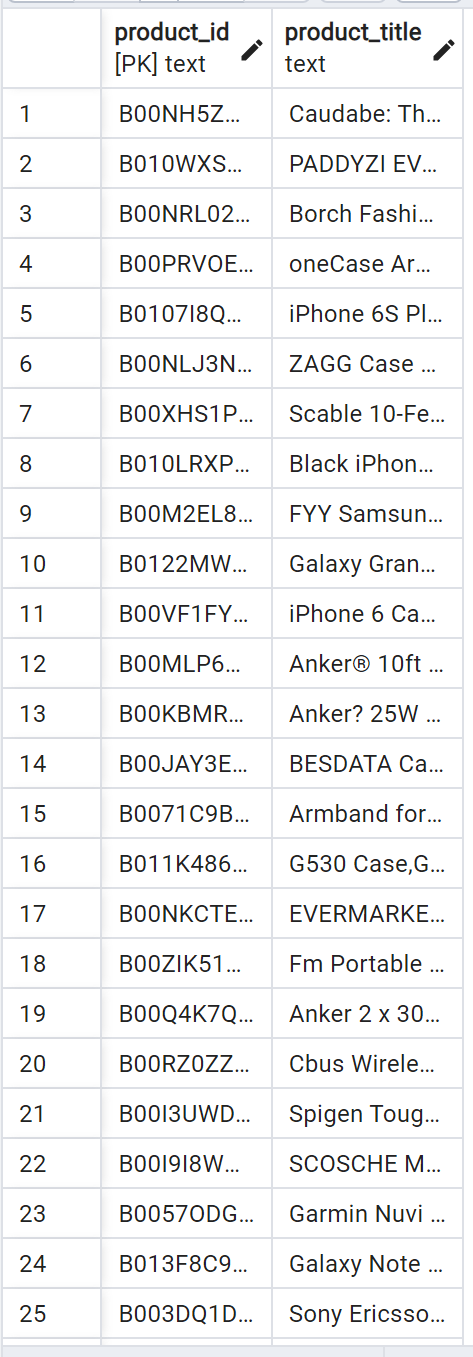 product_id product_title
[PK] text text
1 B00NH5Z... Caudabe: Th...
2 B010WXS... PADDYZI EV...
3 B00NRL02... Borch Fashi...
4 B00PRVOE... oneCase Ar...
5 B0107I8Q... iPhone 6S Pl...
6 B00NLJ3N... ZAGG Case ...
7 B00XHS1P... Scable 10-Fe...
8 B010LRXP... Black iPhon...
9 B00M2EL8... FYY Samsun...
10 B0122MW... Galaxy Gran...
11 B00VF1FY... iPhone 6 Ca...
12 B00MLP6... Anker® 10ft ...
13 B00KBMR... Anker? 25W ...
14 B00JAY3E... BESDATA Ca...
15 B0071C9B... Armband for...
16 B011K486... G530 Case,G...
17 B00NKCTE... EVERMARKE...
18 B00ZIK51... Fm Portable ...
19 B00Q4K7Q... Anker 2 x 30...
20 B00RZ0ZZ... Cbus Wirele...
21 B00I3UWD... Spigen Toug...
22 B00I9I8W... SCOSCHE M...
23 B0057ODG... Garmin Nuvi ...
24 B013F8C9... Galaxy Note ...
25 B003DQ1D... Sony Ericsso...